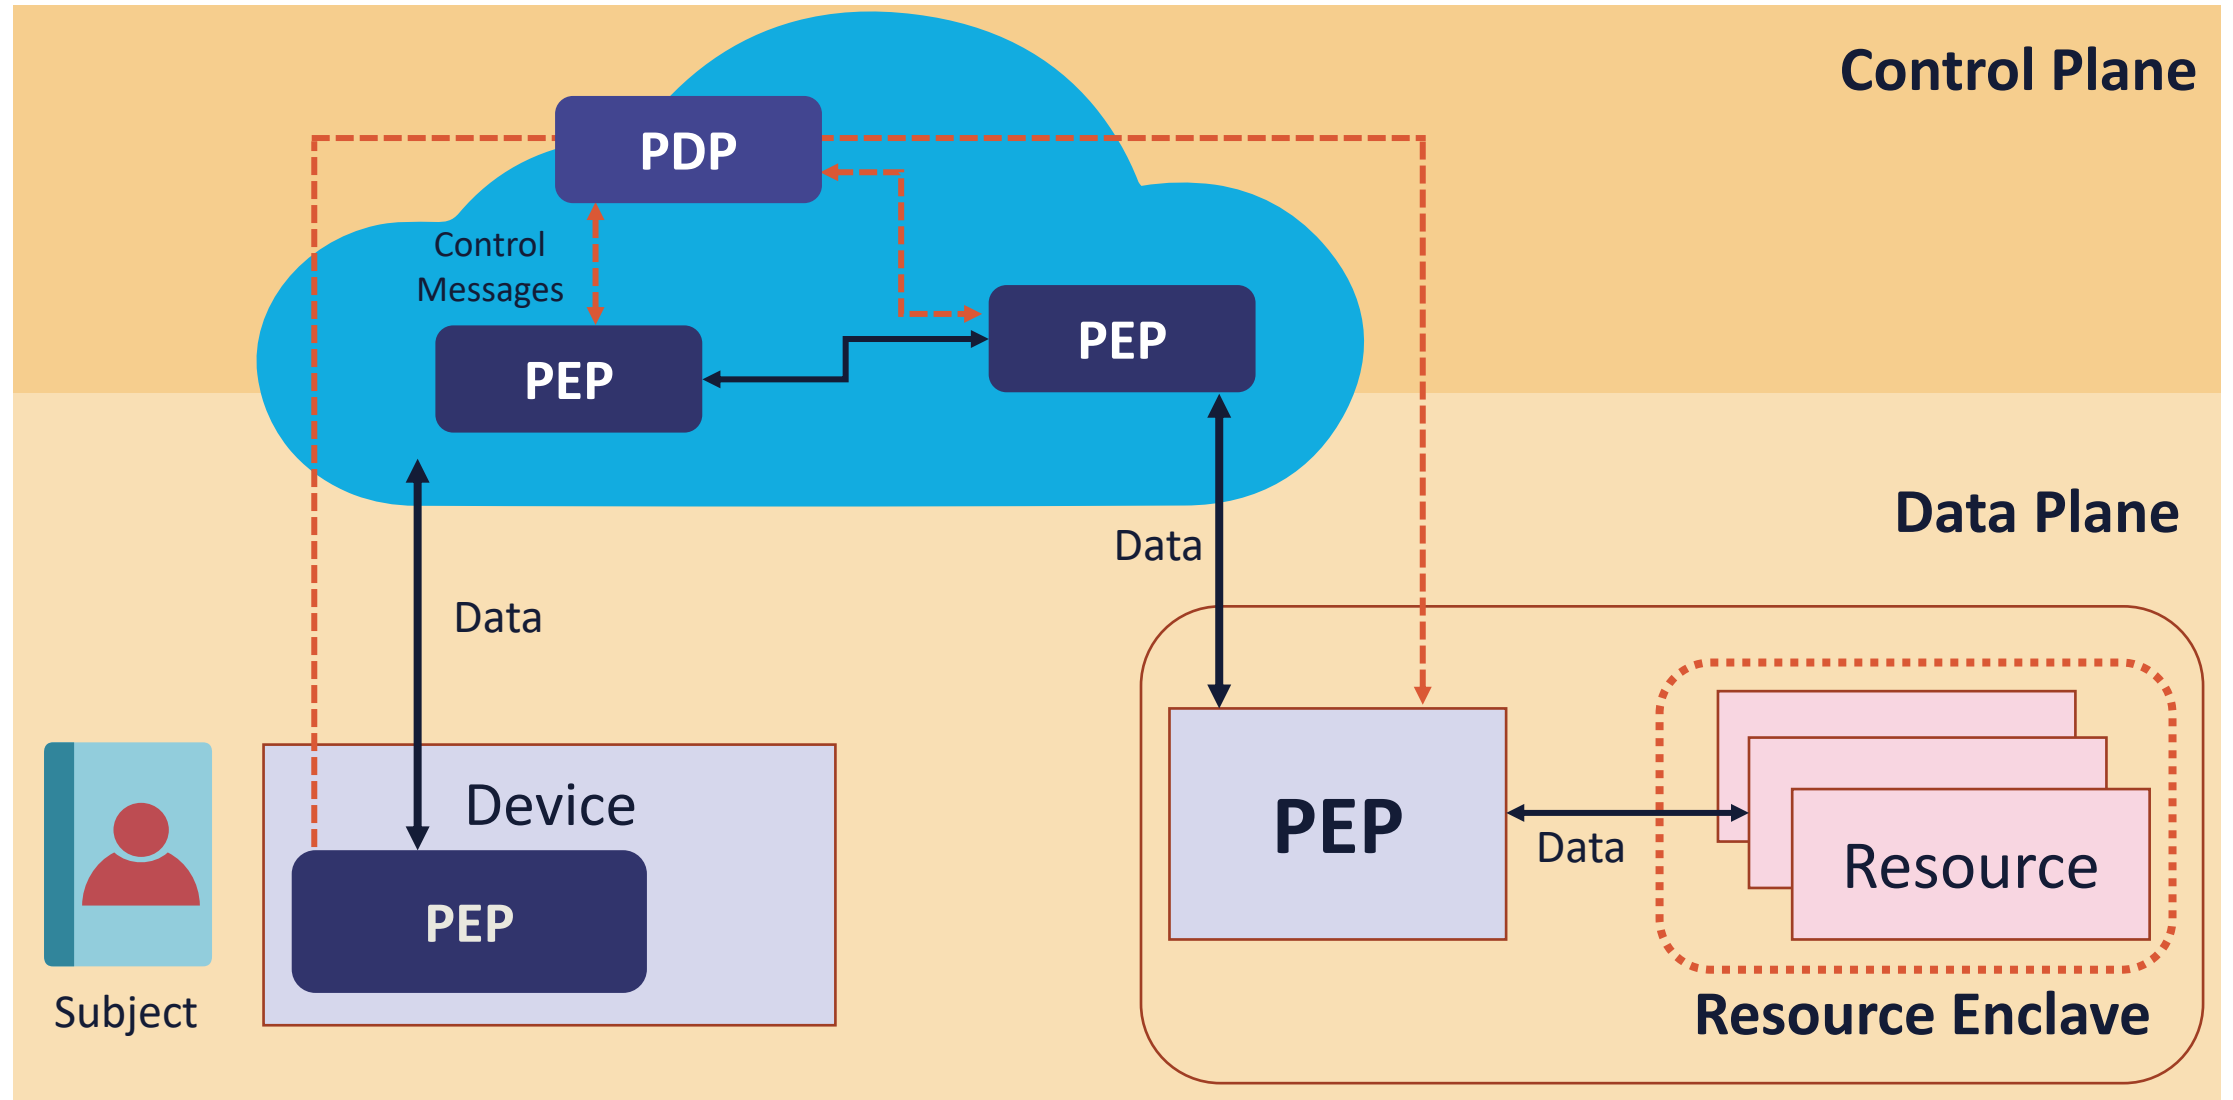 Control Plane
PDP
Control
Messages
PEP
PEP
Data Plane
Data
Data
Device
PEP
Subject
PEP
Data
Resource
Resource Enclave